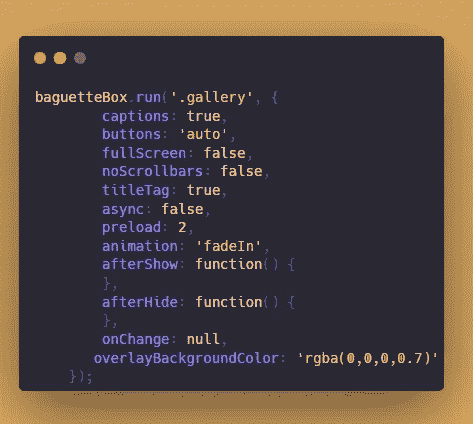 baguetteBox.run('.gallery', {
captions: true,
buttons: 'auto',
fullScreen: false,
noScrollbars: false,
titleTag: true,
async: false,
preload: 2,
animation: 'fadeIn',
afterShow: function() {
},
afterHide: function() {
},
onChange: null,
overlayBackgroundColor: 'rgba(0,0,0,0.7)'
});